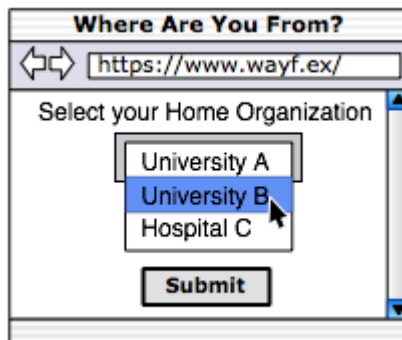 Where Are You From?
https://www.wayf.ex/
Select your Home Organization
University A
University B
Hospital C
Submit